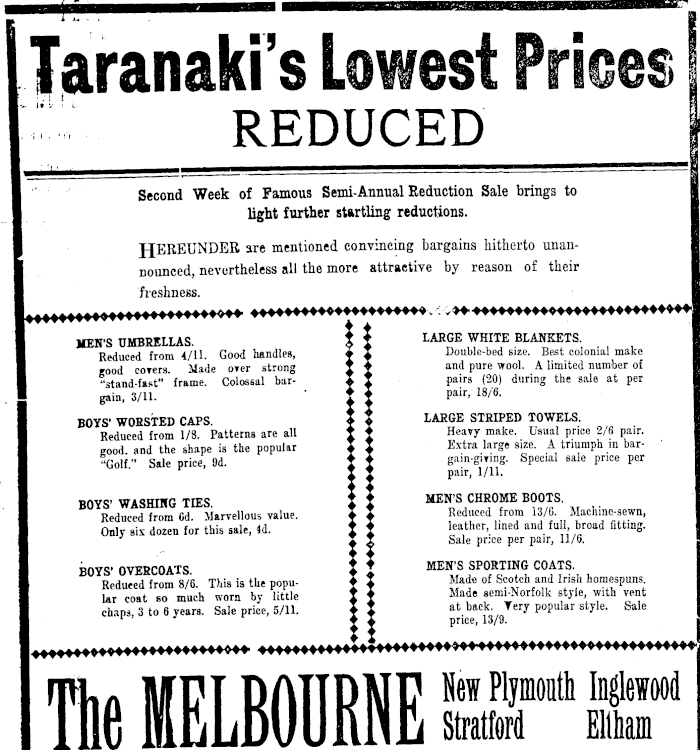 Taranaki's Lowest Prices
REDUCED
Second Week of Famous Semi-Annual Reduction Sale brings to
light further startling reductions.
HEREUNDER are mentioned convincing bargains hitherto unan-
nounced, nevertheless all the more attractive by reason of their
freshness.
MEN'S UMBRELLAS.
Reduced from 4/11. Good handles,
good covers. Made over strong
"stand-fast" frame. Colossal bar-
gain, 3/11.
BOYS' WORSTED CAPS.
Reduced from 1/8. Patterns are all
good, and the shape is the popular
"Golf." Sale price, 9d.
BOYS' WASHING TIES.
Reduced from 6d. Marvellous value.
Only six dozen for this sale, 4d.
BOYS' OVERCOATS.
Reduced from 8/6. This is the popu-
lar coat so much worn by little
chaps, 3 to 6 years. Sale price, 5/11.
LARGE WHITE BLANKETS.
Double-bed size. Best colonial make
and pure wool. A limited number of
pairs (20) during the sale at per
pair, 18/6.
LARGE STRIPED TOWELS.
Heavy make. Usual price 2/6 pair.
Extra large size. A triumph in bar-
gain-giving. Special sale price per
pair, 1/11.
MEN'S CHROME BOOTS.
Reduced from 13/6. Machine-sewn,
leather, lined and full, broad fitting.
Sale price per pair, 11/6.
MEN'S SPORTING COATS.
Made of Scotch and Irish homespuns.
Made semi-Norfolk style, with vent
at back. Very popular style. Sale
price, 13/9.
The MELBOURNE
New Plymouth Inglewood
Stratford Eltham